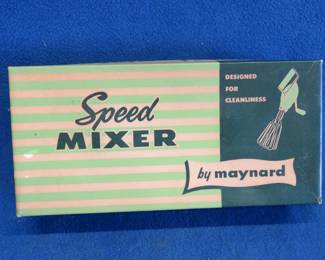 Speed
MIXER
DESIGNED
FOR
CLEANLINESS
by maynard